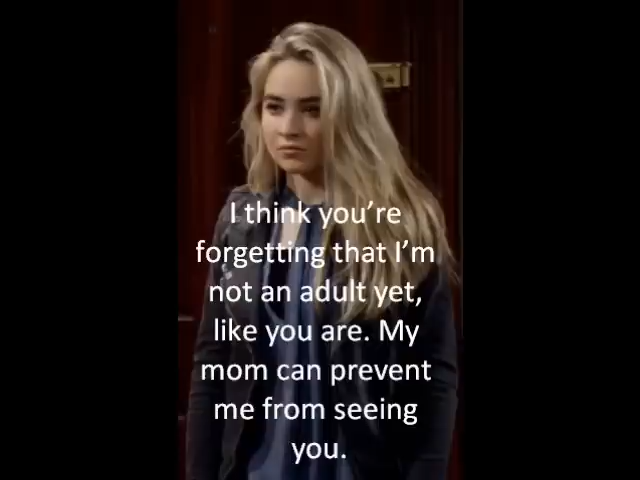 I think you're
forgetting that I'm
not an adult yet,
like you are. My
mom can prevent
me from seeing
you.